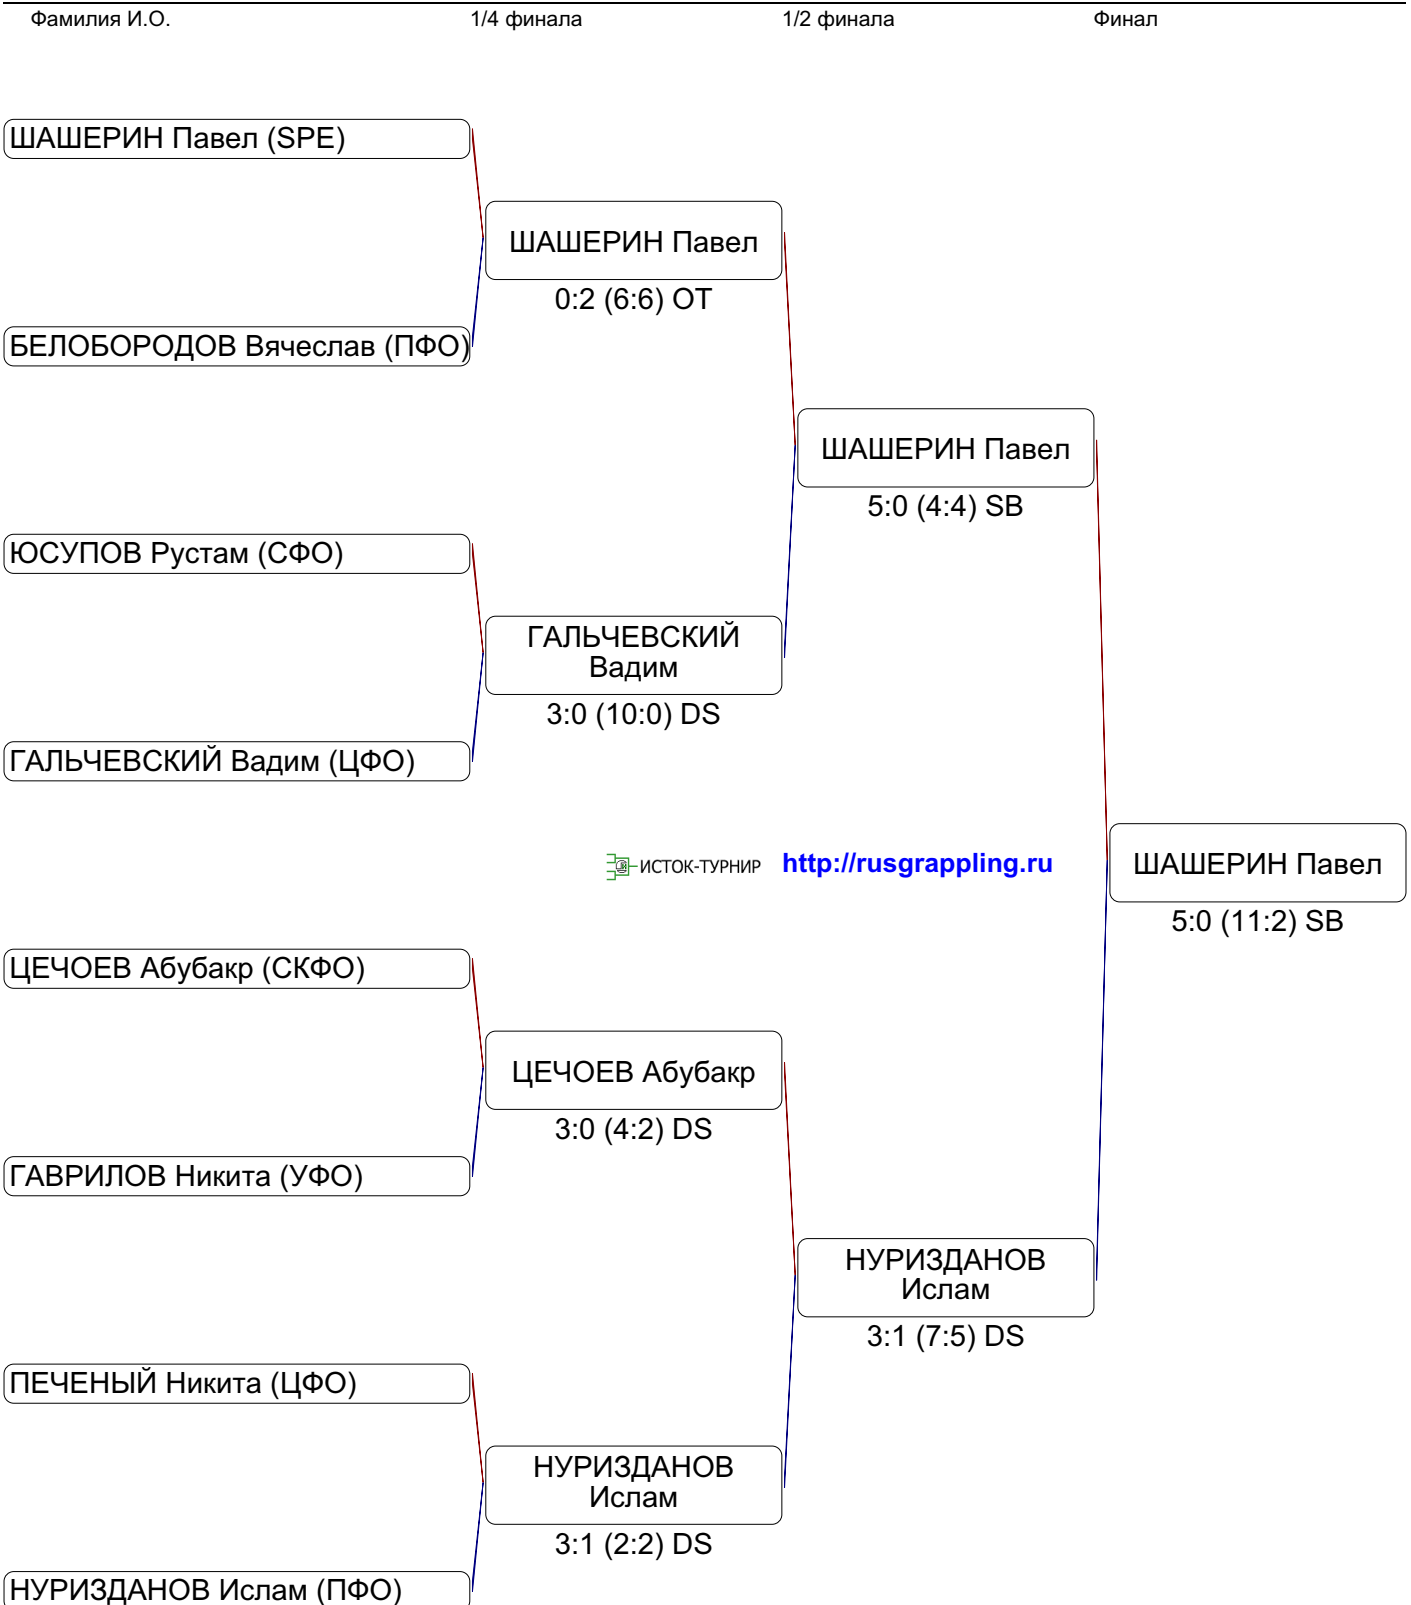 Фамилия И.О. 1/4 финала 1/2 финала Финал
ШАШЕРИН Павел (SPE)
ШАШЕРИН Павел
0:2 (6:6) OT
БЕЛОБОРОДОВ Вячеслав (ПФО)
ШАШЕРИН Павел
5:0 (4:4) SB
ЮСУПОВ Рустам (СФО)
ГАЛЬЧЕВСКИЙ
Вадим
3:0 (10:0) DS
ГАЛЬЧЕВСКИЙ Вадим (ЦФО)
ИСТОК-ТУРНИР http://rusgrappling.ru
ШАШЕРИН Павел
5:0 (11:2) SB
ЦЕЧОЕВ Абубакр (СКФО)
ЦЕЧОЕВ Абубакр
3:0 (4:2) DS
ГАВРИЛОВ Никита (УФО)
НУРИЗДАНОВ
Ислам
3:1 (7:5) DS
ПЕЧЕНЫЙ Никита (ЦФО)
НУРИЗДАНОВ
Ислам
3:1 (2:2) DS
НУРИЗДАНОВ Ислам (ПФО)